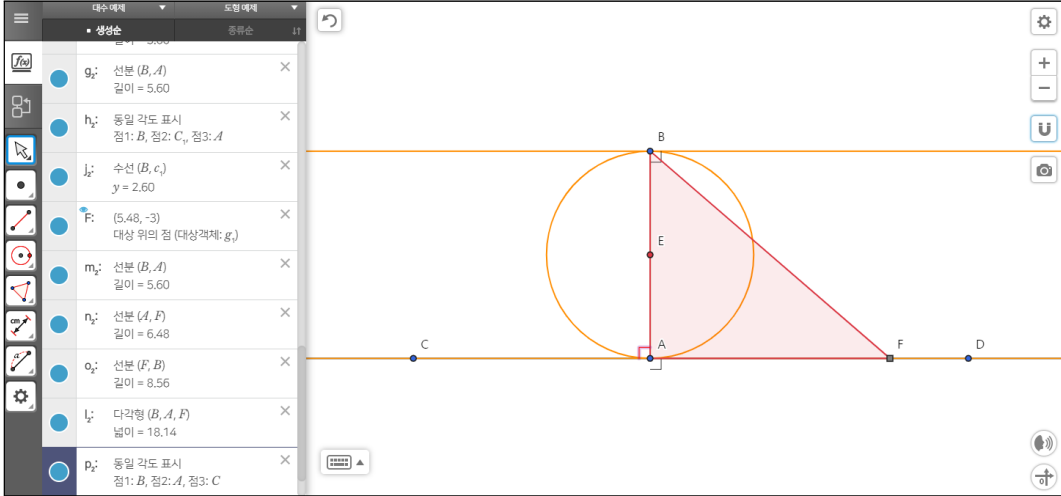 대수 예제 ▼ 도형 예제 ▼
▪ 생성순 종류순 ↓↑
길이 = 5.60
g₂: 선분 (B, A)
길이 = 5.60
h₂: 동일 각도 표시
점1: B, 점2: C₁, 점3: A
j₂: 수선 (B, c₁)
y = 2.60
F: (5.48, -3)
대상 위의 점 (대상객체: g₁)
m₂: 선분 (B, A)
길이 = 5.60
n₂: 선분 (A, F)
길이 = 6.48
o₂: 선분 (F, B)
길이 = 8.56
l₂: 다각형 (B, A, F)
넓이 = 18.14
p₂: 동일 각도 표시
점1: B, 점2: A, 점3: C
f(x)
cm
α
B
E
C
A
F
D